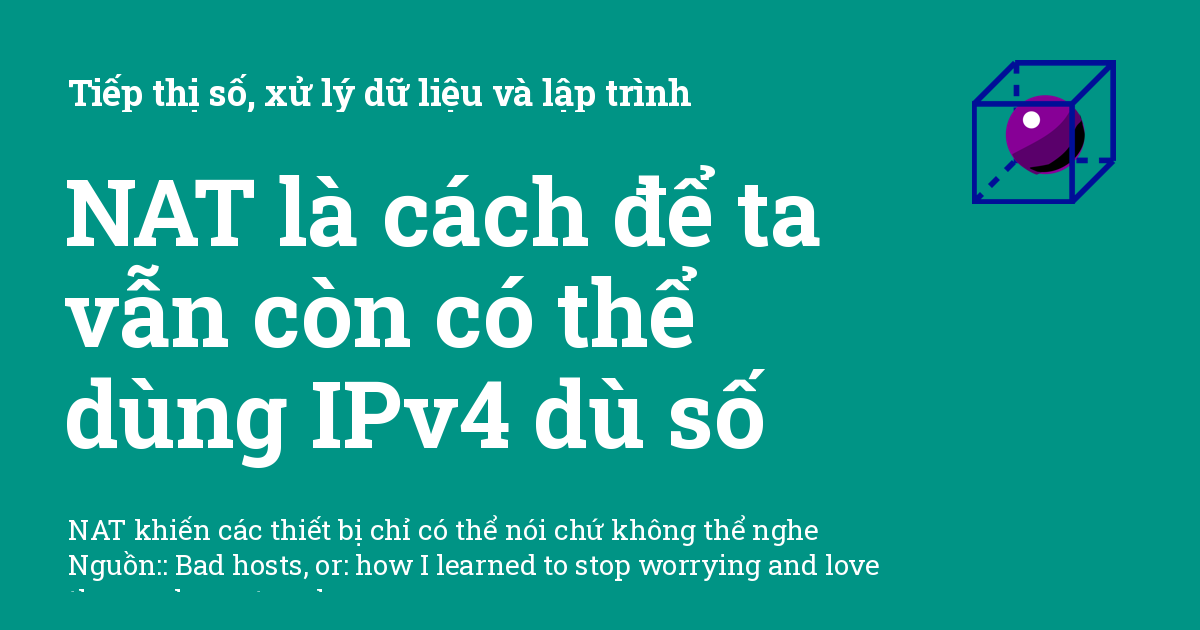 Tiếp thị số, xử lý dữ liệu và lập trình
NAT là cách để ta
vẫn còn có thể
dùng IPv4 dù số
NAT khiến các thiết bị chỉ có thể nói chứ không thể nghe
Nguồn:: Bad hosts, or: how I learned to stop worrying and love